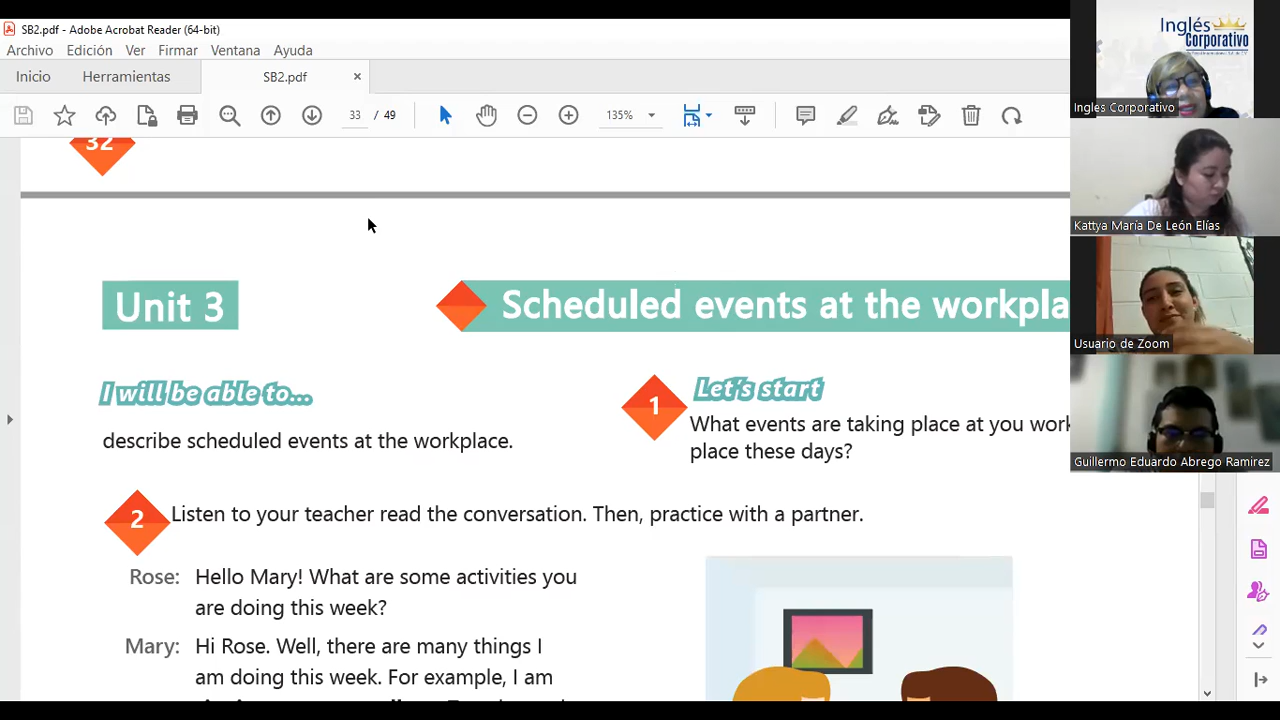 SB2.pdf - Adobe Acrobat Reader (64-bit)
Archivo Edición Ver Firmar Ventana Ayuda
Inicio Herramientas SB2.pdf ×
33 / 49 135%
32
Unit 3
Scheduled events at the workpla
I will be able to...
describe scheduled events at the workplace.
1 Let's start
What events are taking place at you work
place these days?
2 Listen to your teacher read the conversation. Then, practice with a partner.
Rose: Hello Mary! What are some activities you
are doing this week?
Mary: Hi Rose. Well, there are many things I
am doing this week. For example, I am
Inglés
Corporativo
Ingles Corporativo
Kattya María De León Elías
Usuario de Zoom
Guillermo Eduardo Abrego Ramirez